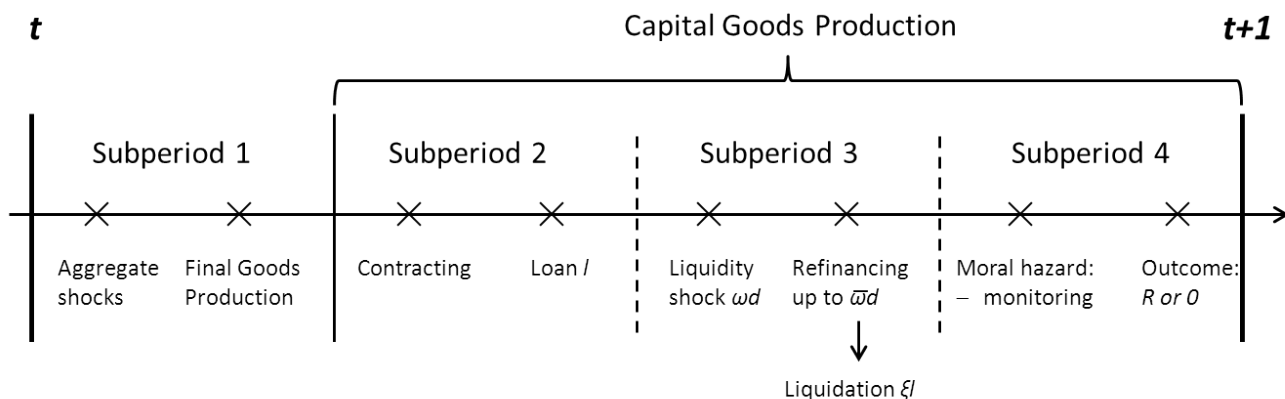 t
Capital Goods Production
t+1
Subperiod 1
Subperiod 2
Subperiod 3
Subperiod 4
Aggregate
shocks
Final Goods
Production
Contracting
Loan l
Liquidity
shock ωd
Refinancing
up to ω̅d
Moral hazard:
– monitoring
Outcome:
R or 0
Liquidation ξl